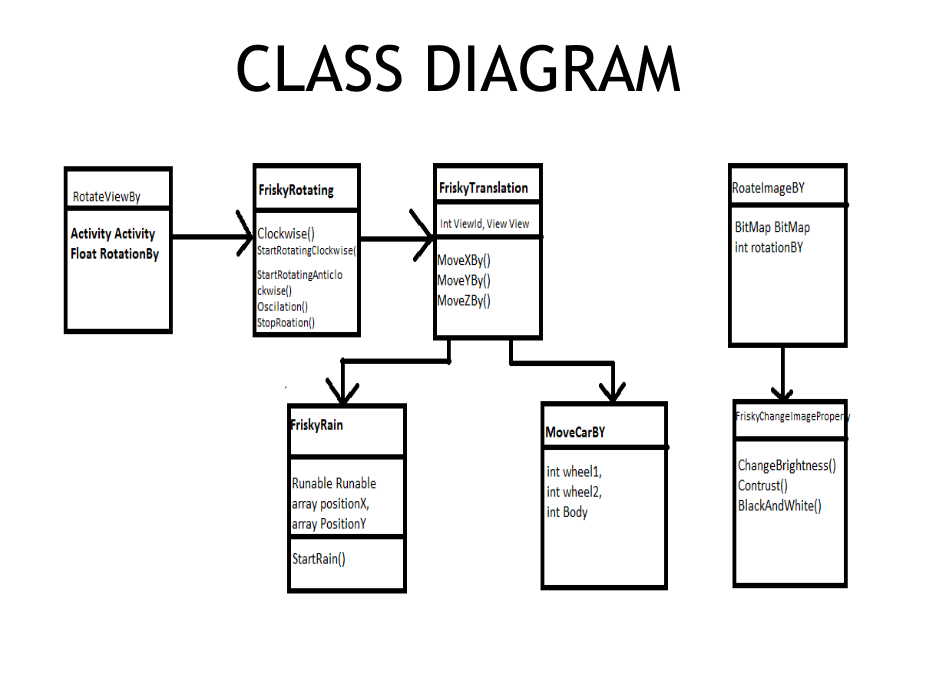 CLASS DIAGRAM
RotateViewBy
Activity Activity
Float RotationBy
FriskyRotating
Clockwise()
StartRotatingClockwise(
StartRotatingAnticlo
ckwise()
Oscilation()
StopRoation()
FriskyTranslation
Int ViewId, View View
MoveXBy()
MoveYBy()
MoveZBy()
RoateImageBY
BitMap BitMap
int rotationBY
FriskyRain
Runable Runable
array positionX,
array PositionY
StartRain()
MoveCarBY
int wheel1,
int wheel2,
int Body
FriskyChangeImageProperty
ChangeBrightness()
Contrust()
BlackAndWhite()